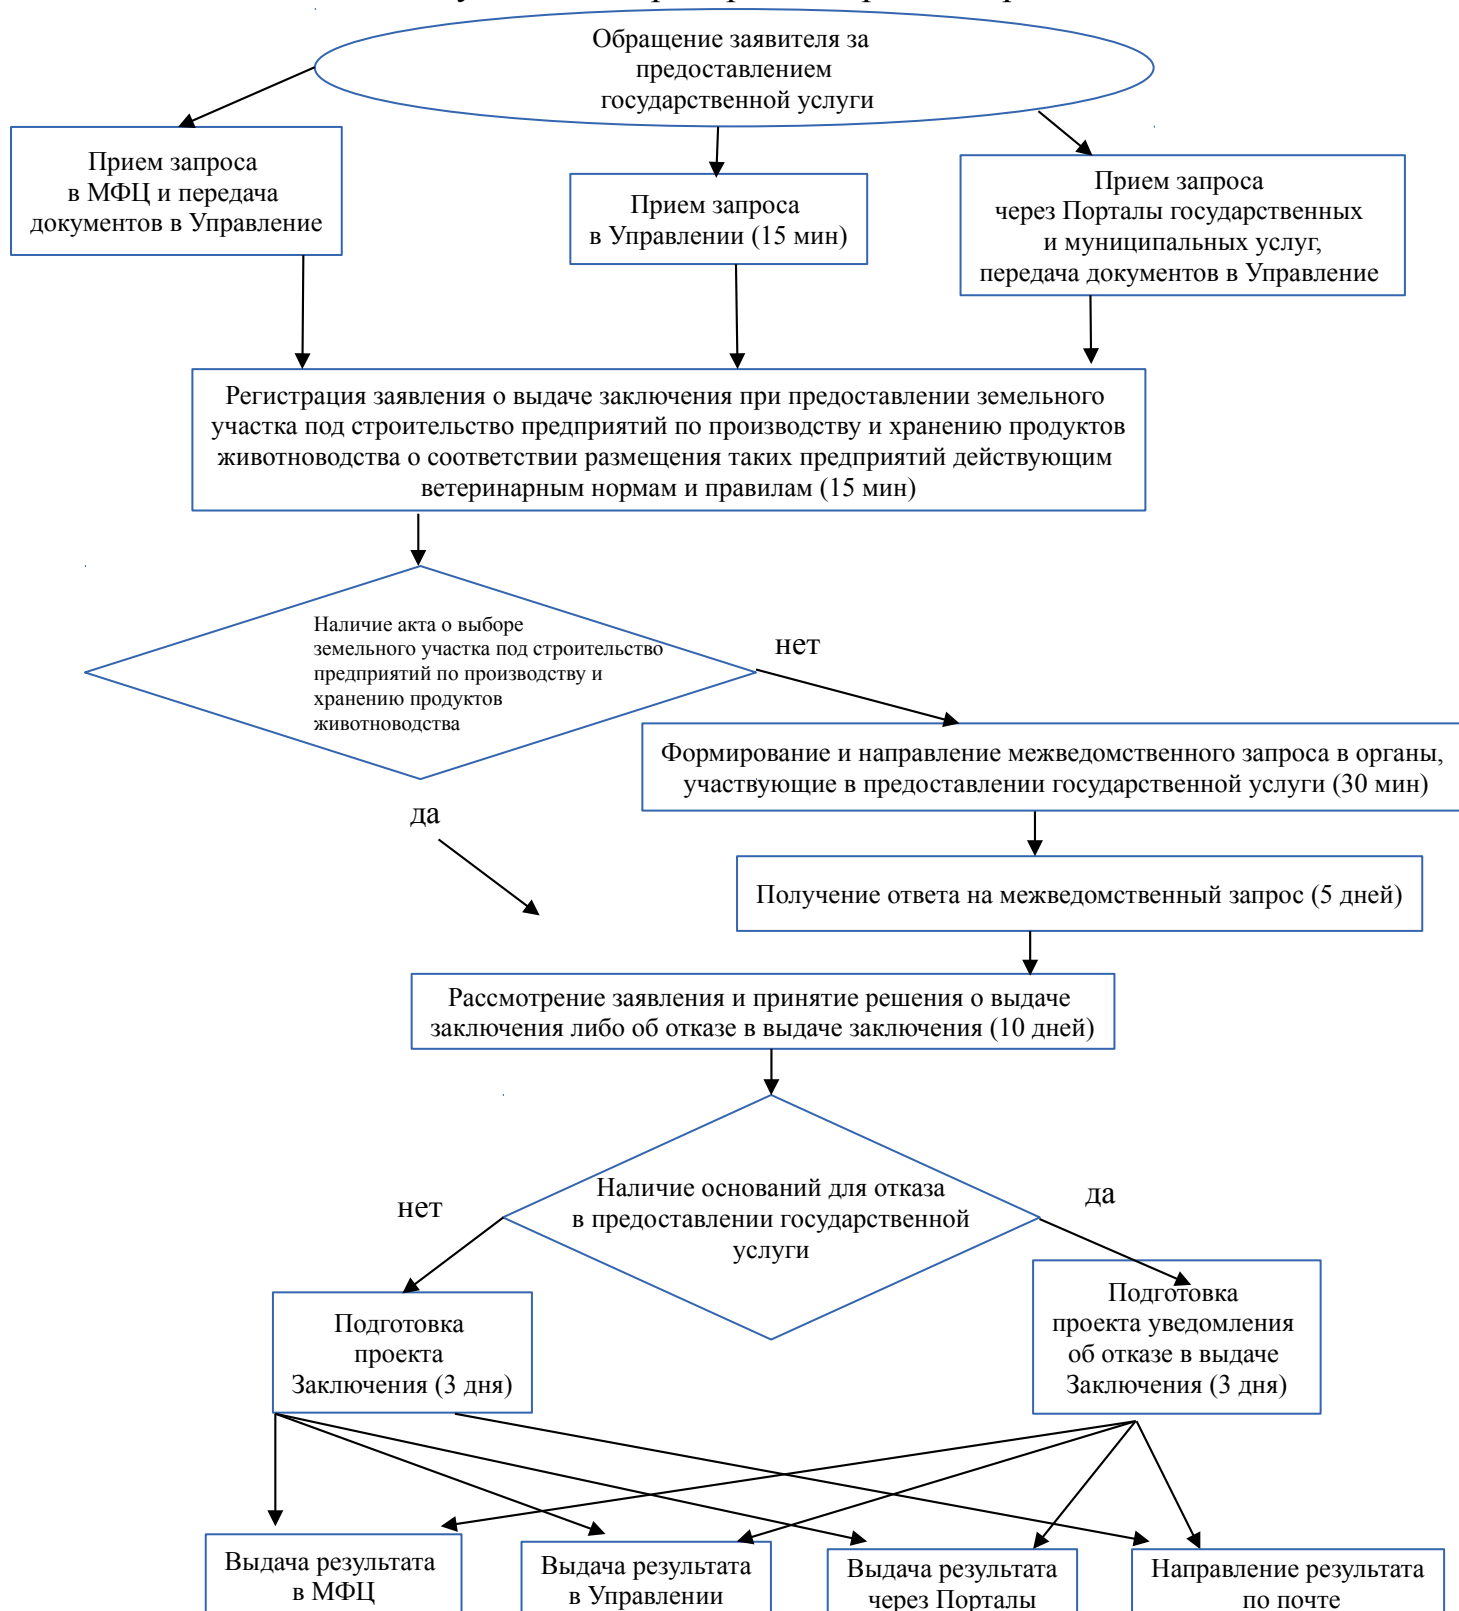 Обращение заявителя за
предоставлением
государственной услуги
Прием запроса
в МФЦ и передача
документов в Управление
Прием запроса
в Управлении (15 мин)
Прием запроса
через Порталы государственных
и муниципальных услуг,
передача документов в Управление
Регистрация заявления о выдаче заключения при предоставлении земельного
участка под строительство предприятий по производству и хранению продуктов
животноводства о соответствии размещения таких предприятий действующим
ветеринарным нормам и правилам (15 мин)
Наличие акта о выборе
земельного участка под строительство
предприятий по производству и
хранению продуктов
животноводства
нет
Формирование и направление межведомственного запроса в органы,
участвующие в предоставлении государственной услуги (30 мин)
да
Получение ответа на межведомственный запрос (5 дней)
Рассмотрение заявления и принятие решения о выдаче
заключения либо об отказе в выдаче заключения (10 дней)
Наличие оснований для отказа
в предоставлении государственной
услуги
нет
да
Подготовка
проекта
Заключения (3 дня)
Подготовка
проекта уведомления
об отказе в выдаче
Заключения (3 дня)
Выдача результата
в МФЦ
Выдача результата
в Управлении
Выдача результата
через Порталы
Направление результата
по почте